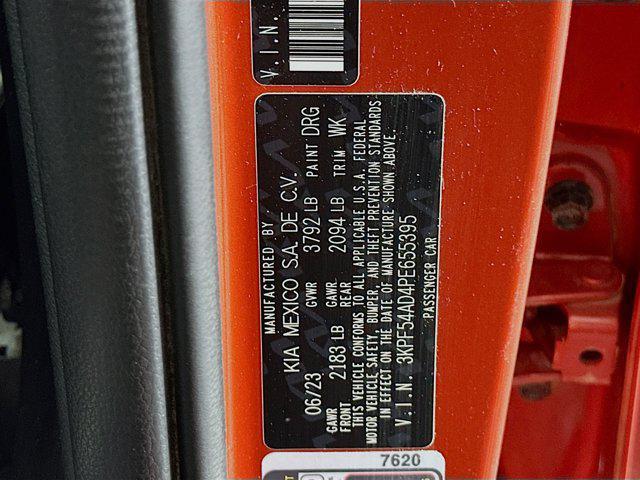 V.I.N.
MANUFACTURED BY
KIA MEXICO S.A. DE C.V.
06/23 GVWR 3792 LB PAINT DRG
GAWR FRONT 2183 LB GAWR REAR 2094 LB TRIM WK
THIS VEHICLE CONFORMS TO ALL APPLICABLE U.S.A. FEDERAL
MOTOR VEHICLE SAFETY, BUMPER, AND THEFT PREVENTION STANDARDS
IN EFFECT ON THE DATE OF MANUFACTURE SHOWN ABOVE.
V.I.N. 3KPF54AD4PE655395
PASSENGER CAR
7620